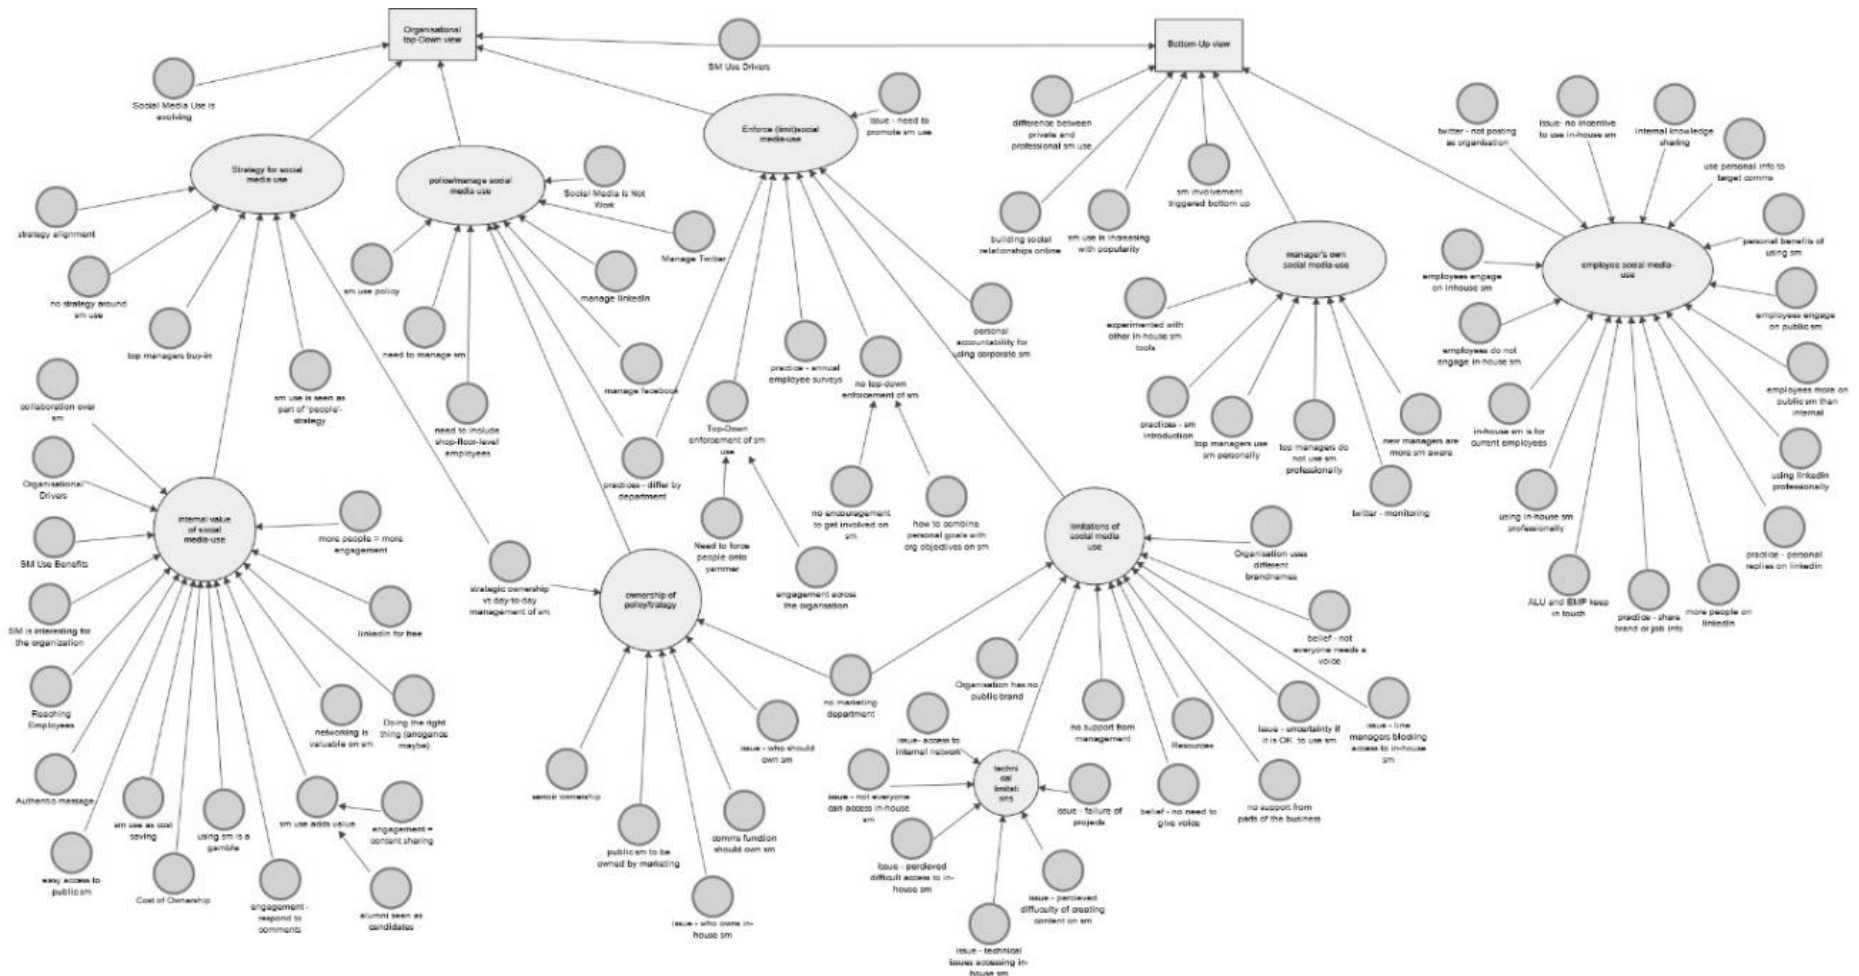 Organisational
top-Down view
SM Use Drivers
Bottom-Up view
Social Media Use is
evolving
Strategy for social
media use
police/manage social
media use
Enforce (limit)social
media-use
issue - need to
promote sm use
Social Media is Not
Work
Manage Twitter
manage linkedin
manage facebook
sm use policy
need to manage sm
need to include
shop-floor-level
employees
strategy alignment
no strategy around
sm use
top managers buy-in
sm use is seen as
part of 'people'-
strategy
practices - differ by
department
Top-Down
enforcement of sm
use
practice - annual
employee surveys
no top-down
enforcement of sm
personal
accountability for
using corporate sm
Need to force
people onto
yammer
engagement across
the organisation
no encouragement
to get involved on
sm
how to combine
personal goals with
org objectives on sm
difference between
private and
professional sm use
building social
relationships online
sm use is increasing
with popularity
sm involvement
triggered bottom up
manager's own
social media-use
experimented with
other in-house sm
tools
practices - sm
introduction
top managers use
sm personally
top managers do
not use sm
professionally
new managers are
more sm aware
twitter - monitoring
twitter - not posting
as organisation
issue- no incentive
to use in-house sm
internal knowledge
sharing
use personal info to
target comms
personal benefits of
using sm
employee social media-
use
employees engage
on inhouse sm
employees engage
on public sm
employees do not
engage in-house sm
employees more on
public sm than
internal
in-house sm is for
current employees
using linkedin
professionally
using in-house sm
professionally
practice - personal
replies on linkedin
ALU and EMP keep
in touch
practice - share
brand or job info
more people on
linkedin
collaboration over
sm
Organisational
Drivers
SM Use Benefits
SM is interesting for
the organization
Reaching
Employees
Authentic message
easy access to
public sm
internal value
of social
media-use
more people = more
engagement
linkedin for free
Doing the right
thing (arrogance
maybe)
networking is
valuable on sm
sm use as cost
saving
using sm is a
gamble
sm use adds value
engagement =
content sharing
Cost of Ownership
engagement -
respond to
comments
alumni seen as
candidates
strategic ownership
vs day-to-day
management of sm
ownership of
policy/trategy
senoir ownership
public sm to be
owned by marketing
issue - who owns in-
house sm
comms function
should own sm
issue - who should
own sm
no marketing
department
limitations of
social media
use
Organisation uses
different
brandnames
belief - not
everyone needs a
voice
Organisation has no
public brand
no support from
management
Resources
issue - uncertainty if
it is OK to use sm
issue - line
managers blocking
access to in-house
sm
belief - no need to
give voice
no support from
parts of the business
issue- access to
internal network
techni
cal
limitati
ons
issue - not everyone
can access in-house
sm
issue - failure of
projects
issue - percieved
difficult access to in-
house sm
issue - percieved
diffuculty of creating
content on sm
issue - technical
issues accessing in-
house sm